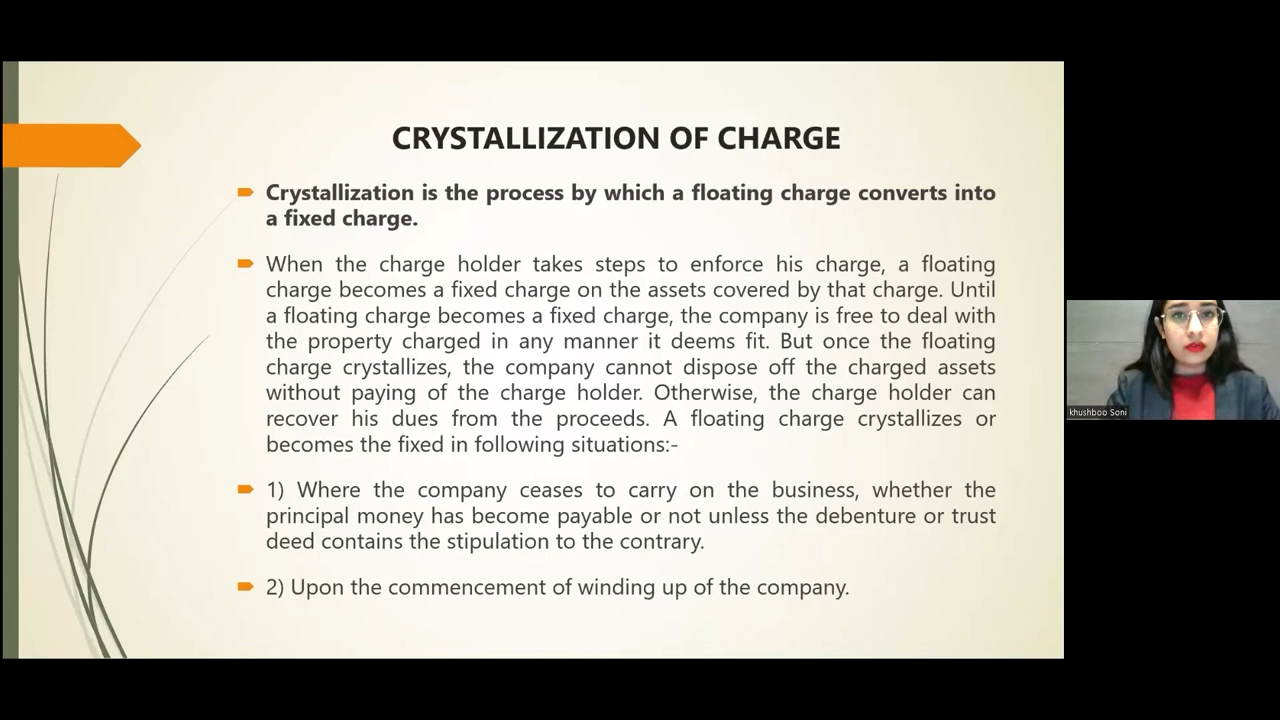 CRYSTALLIZATION OF CHARGE
Crystallization is the process by which a floating charge converts into
a fixed charge.
When the charge holder takes steps to enforce his charge, a floating
charge becomes a fixed charge on the assets covered by that charge. Until
a floating charge becomes a fixed charge, the company is free to deal with
the property charged in any manner it deems fit. But once the floating
charge crystallizes, the company cannot dispose off the charged assets
without paying of the charge holder. Otherwise, the charge holder can
recover his dues from the proceeds. A floating charge crystallizes or
becomes the fixed in following situations:-
1) Where the company ceases to carry on the business, whether the
principal money has become payable or not unless the debenture or trust
deed contains the stipulation to the contrary.
2) Upon the commencement of winding up of the company.
khushboo Soni